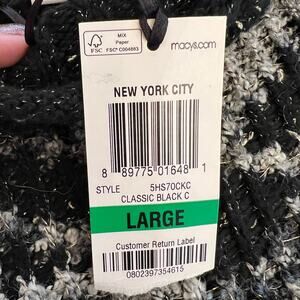 MIX
Paper
FSC
FSC® C004883
macys.com
NEW YORK CITY
8 89775 01648 1
STYLE 5HS70CKC
CLASSIC BLACK C
LARGE
Customer Return Label
0802397354615